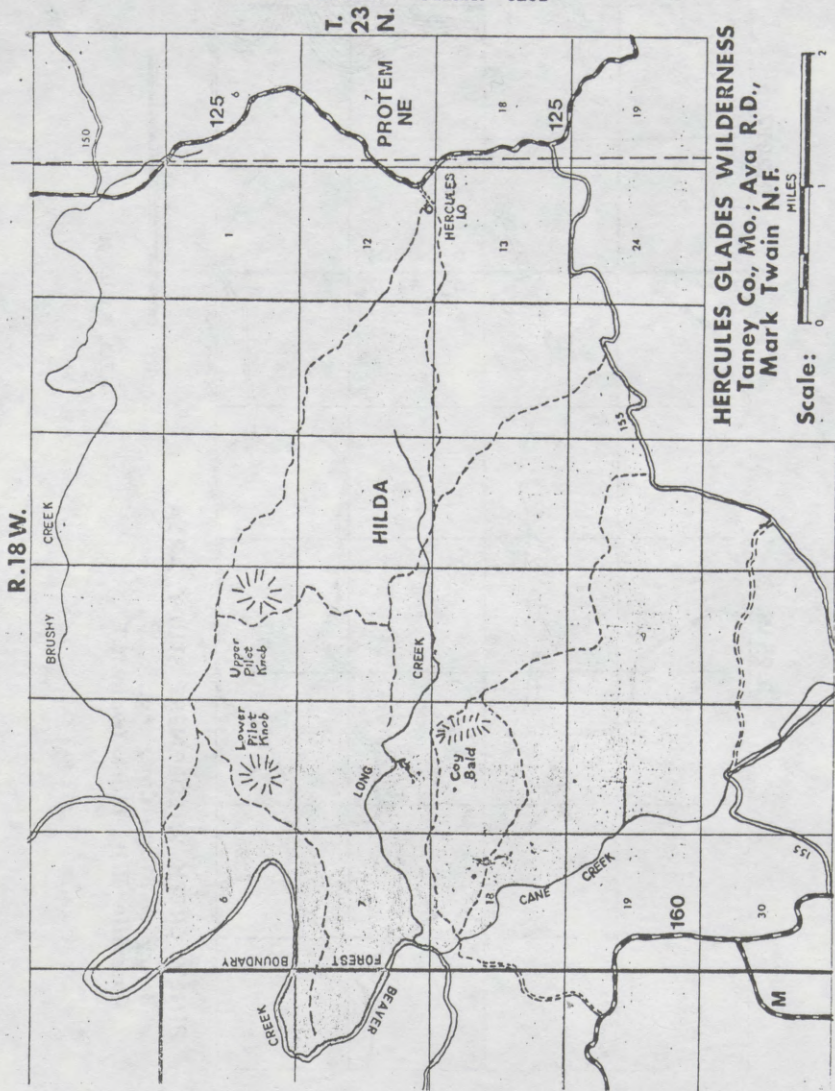 R.18 W.
T.
23
N.
BRUSHY CREEK
150
6
125
1
7
PROTEM
NE
12
HERCULES
LO
18
13
125
19
24
155
HILDA
Upper
Pilot
Knob
Lower
Pilot
Knob
LONG CREEK
Coy
Bald
6
7
18
CANE CREEK
FOREST BOUNDARY
BEAVER CREEK
19
160
30
155
M
HERCULES GLADES WILDERNESS
Taney Co., Mo.; Ava R.D.,
Mark Twain N.F.
Scale:
MILES
0 1 2